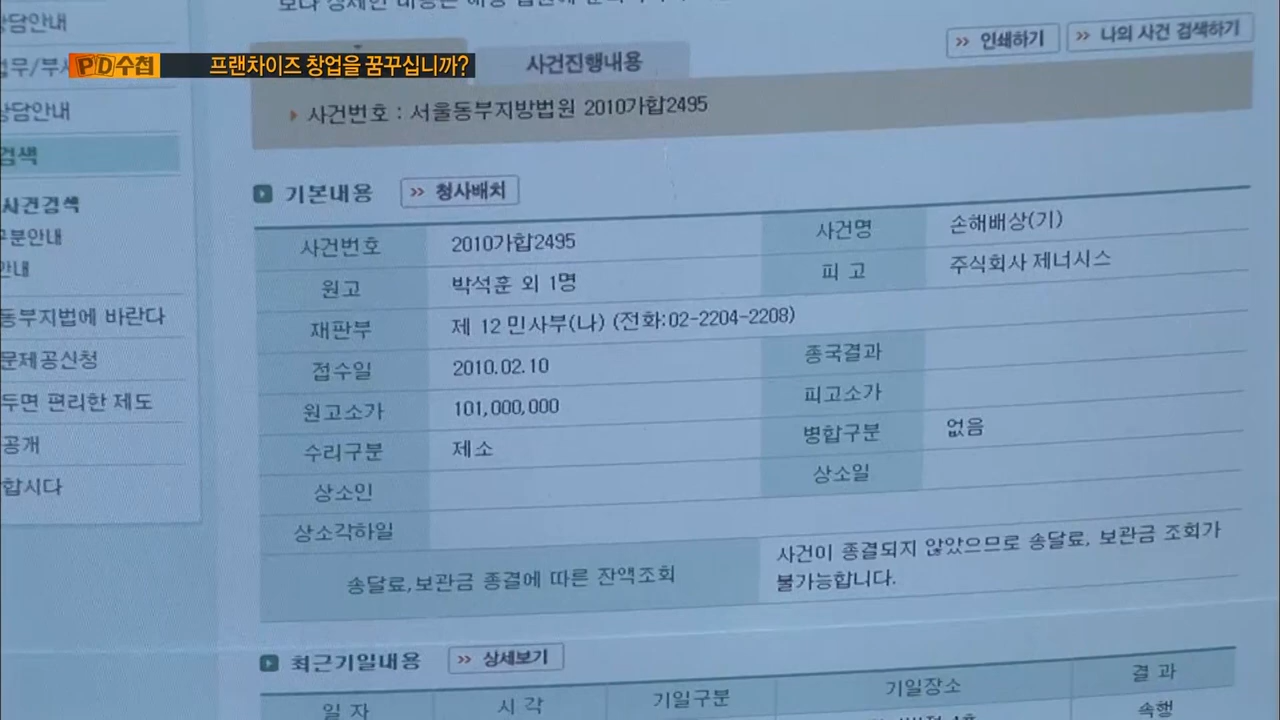 상담안내
PD수첩
프랜차이즈 창업을 꿈꾸십니까?
사건진행내용
>> 인쇄하기
>> 나의 사건 검색하기
상담안내
사건번호 : 서울동부지방법원 2010가합2495
검색
기본내용
>> 청사배치
사건검색
구분안내
안내
동부지법에 바란다
문제공신청
두면 편리한 제도
공개
합시다
사건번호 2010가합2495 사건명 손해배상(기)
원고 박석훈 외 1명 피 고 주식회사 제너시스
재판부 제 12 민사부(나) (전화:02-2204-2208)
접수일 2010.02.10 종국결과
원고소가 101,000,000 피고소가
수리구분 제소 병합구분 없음
상소인 상소일
상소각하일
송달료,보관금 종결에 따른 잔액조회
사건이 종결되지 않았으므로 송달료, 보관금 조회가
불가능합니다.
최근기일내용
>> 상세보기
일 자 시 각 기일구분 기일장소 결 과
속행